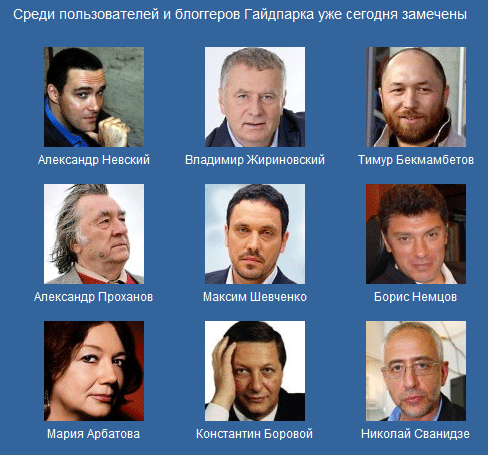 Среди пользователей и блоггеров Гайдпарка уже сегодня замечены
Александр Невский
Владимир Жириновский
Тимур Бекмамбетов
Александр Проханов
Максим Шевченко
Борис Немцов
Мария Арбатова
Константин Боровой
Николай Сванидзе